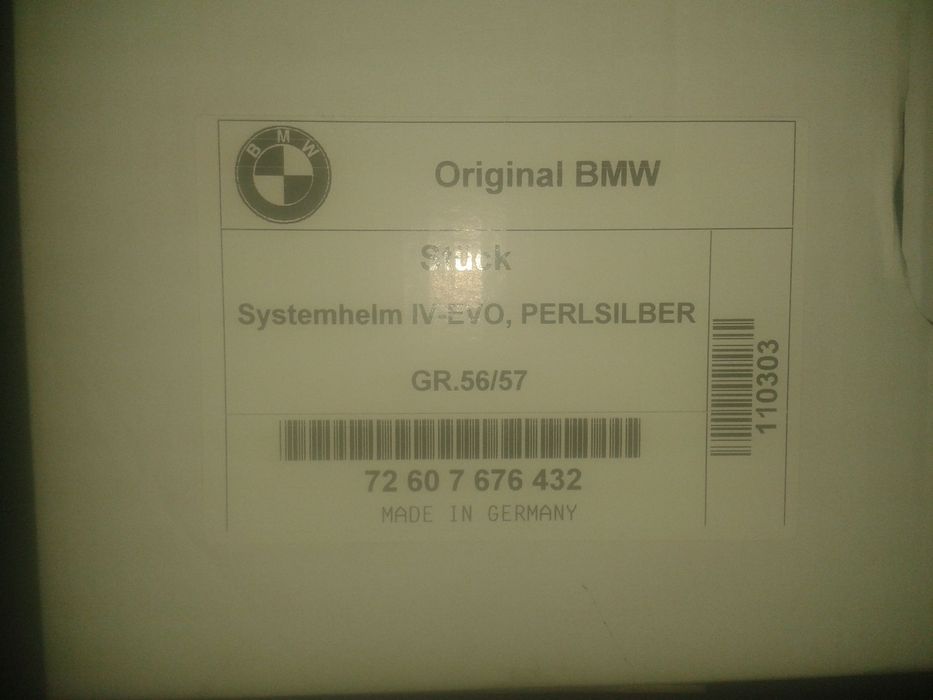 BMW
Original BMW
Stück
Systemhelm IV-EVO, PERLSILBER
GR.56/57
72 60 7 676 432
MADE IN GERMANY
110303